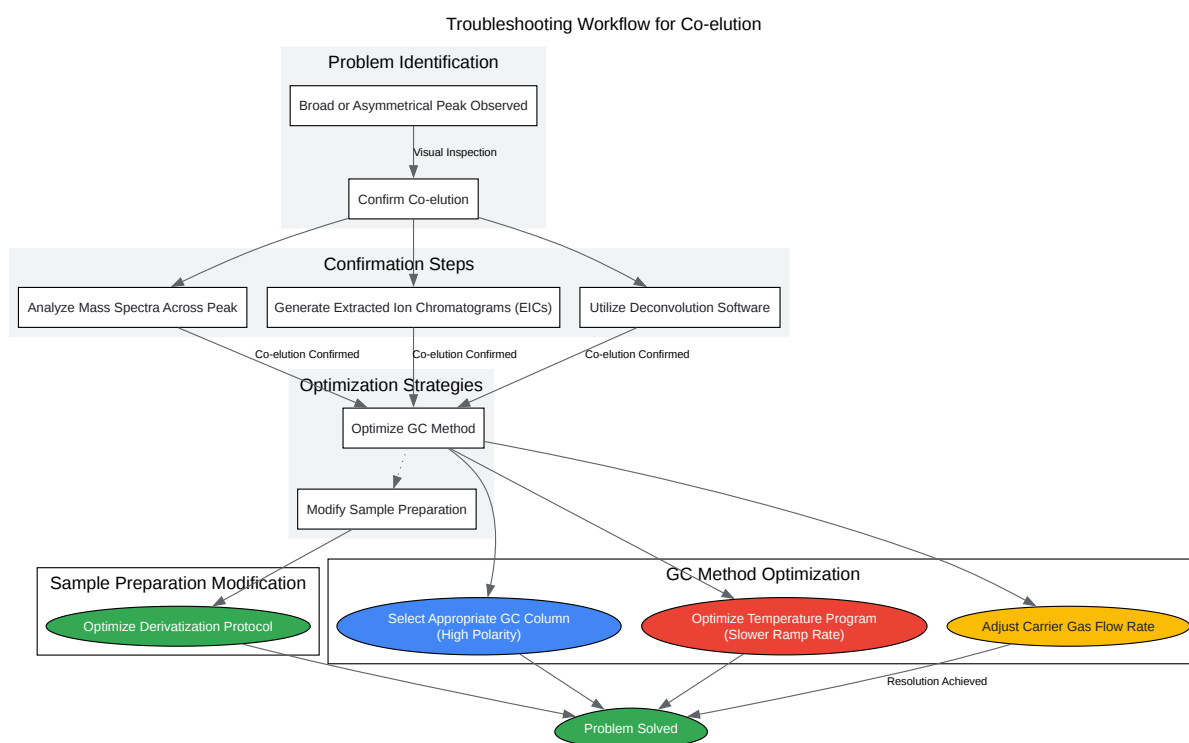 Troubleshooting Workflow for Co-elution
Problem Identification
Broad or Asymmetrical Peak Observed
Visual Inspection
Confirm Co-elution
Confirmation Steps
Analyze Mass Spectra Across Peak
Generate Extracted Ion Chromatograms (EICs)
Utilize Deconvolution Software
Co-elution Confirmed
Co-elution Confirmed
Co-elution Confirmed
Optimization Strategies
Optimize GC Method
Modify Sample Preparation
Sample Preparation Modification
Optimize Derivatization Protocol
GC Method Optimization
Select Appropriate GC Column
(High Polarity)
Optimize Temperature Program
(Slower Ramp Rate)
Adjust Carrier Gas Flow Rate
Resolution Achieved
Problem Solved